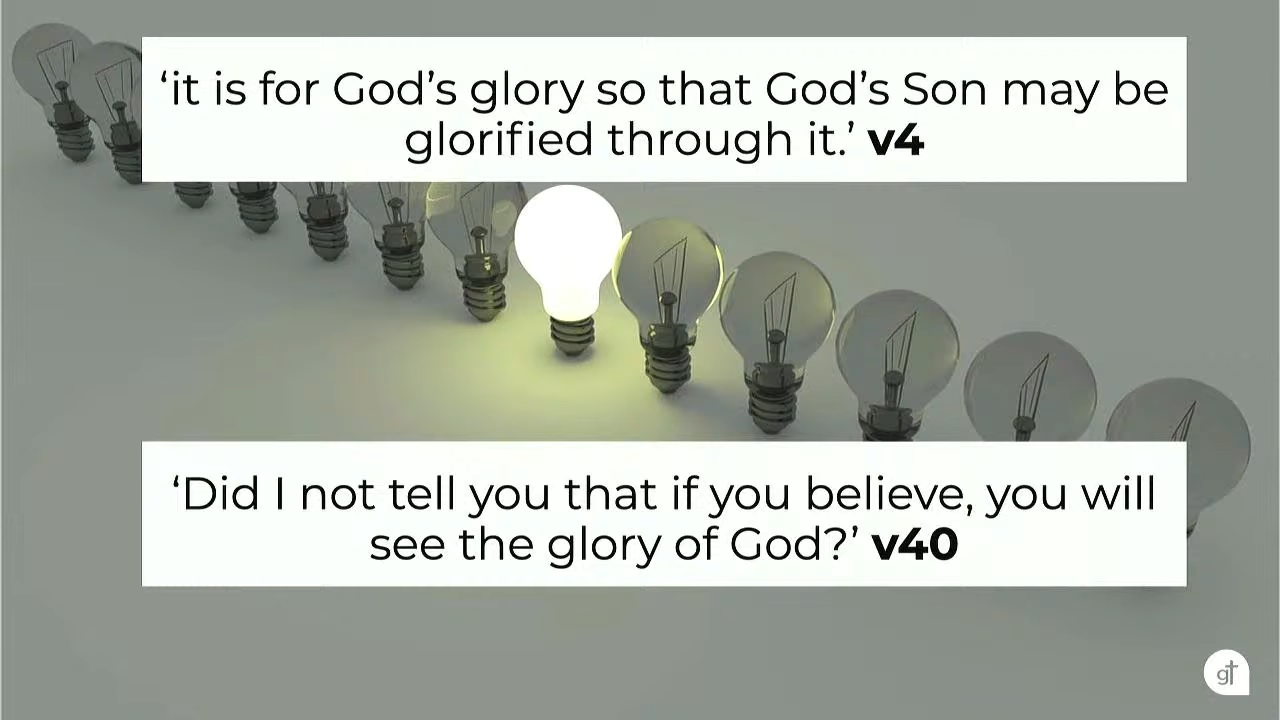 ‘it is for God’s glory so that God’s Son may be
glorified through it.’ v4
‘Did I not tell you that if you believe, you will
see the glory of God?’ v40
gt